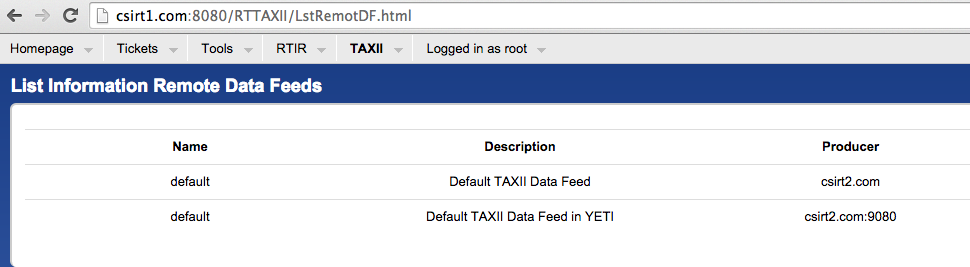 csirt1.com:8080/RTTAXII/LstRemotDF.html
Homepage Tickets Tools RTIR TAXII Logged in as root
List Information Remote Data Feeds
Name Description Producer
default Default TAXII Data Feed csirt2.com
default Default TAXII Data Feed in YETI csirt2.com:9080